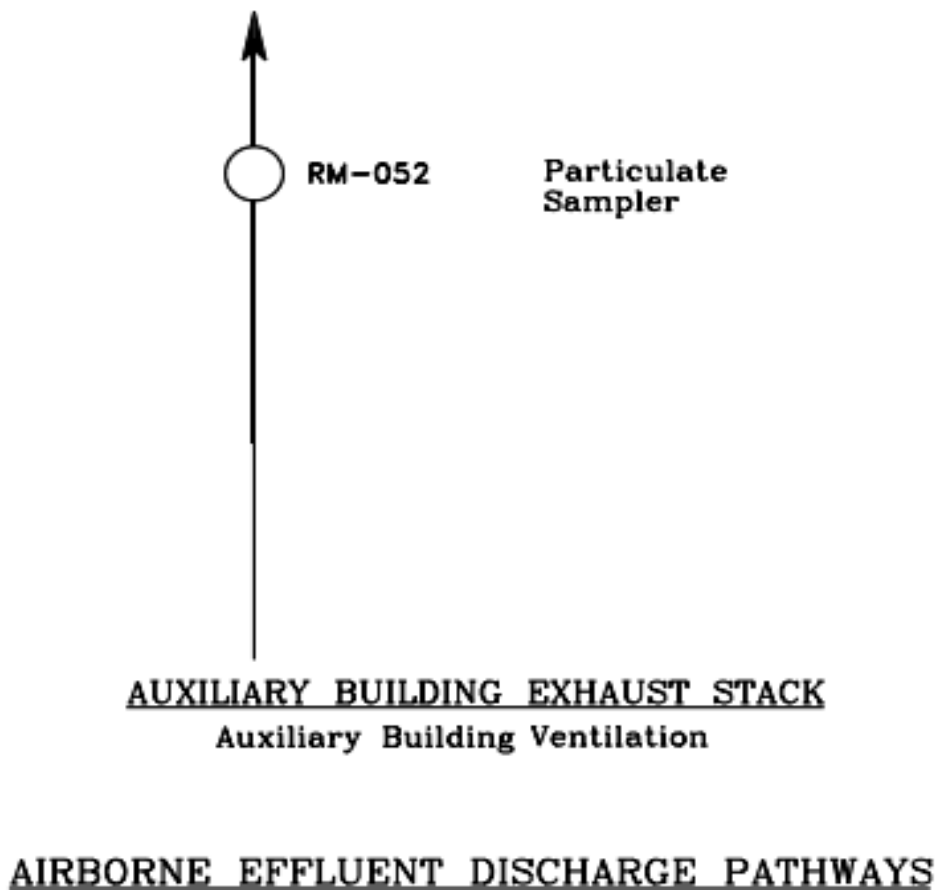 RM-052 Particulate
Sampler
AUXILIARY BUILDING EXHAUST STACK
Auxiliary Building Ventilation
AIRBORNE EFFLUENT DISCHARGE PATHWAYS